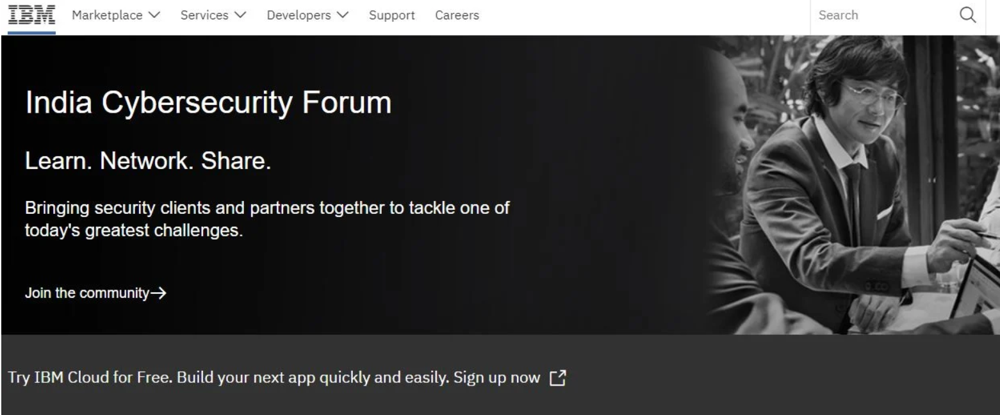 IBM Marketplace Services Developers Support Careers Search
India Cybersecurity Forum
Learn. Network. Share.
Bringing security clients and partners together to tackle one of
today's greatest challenges.
Join the community→
Try IBM Cloud for Free. Build your next app quickly and easily. Sign up now